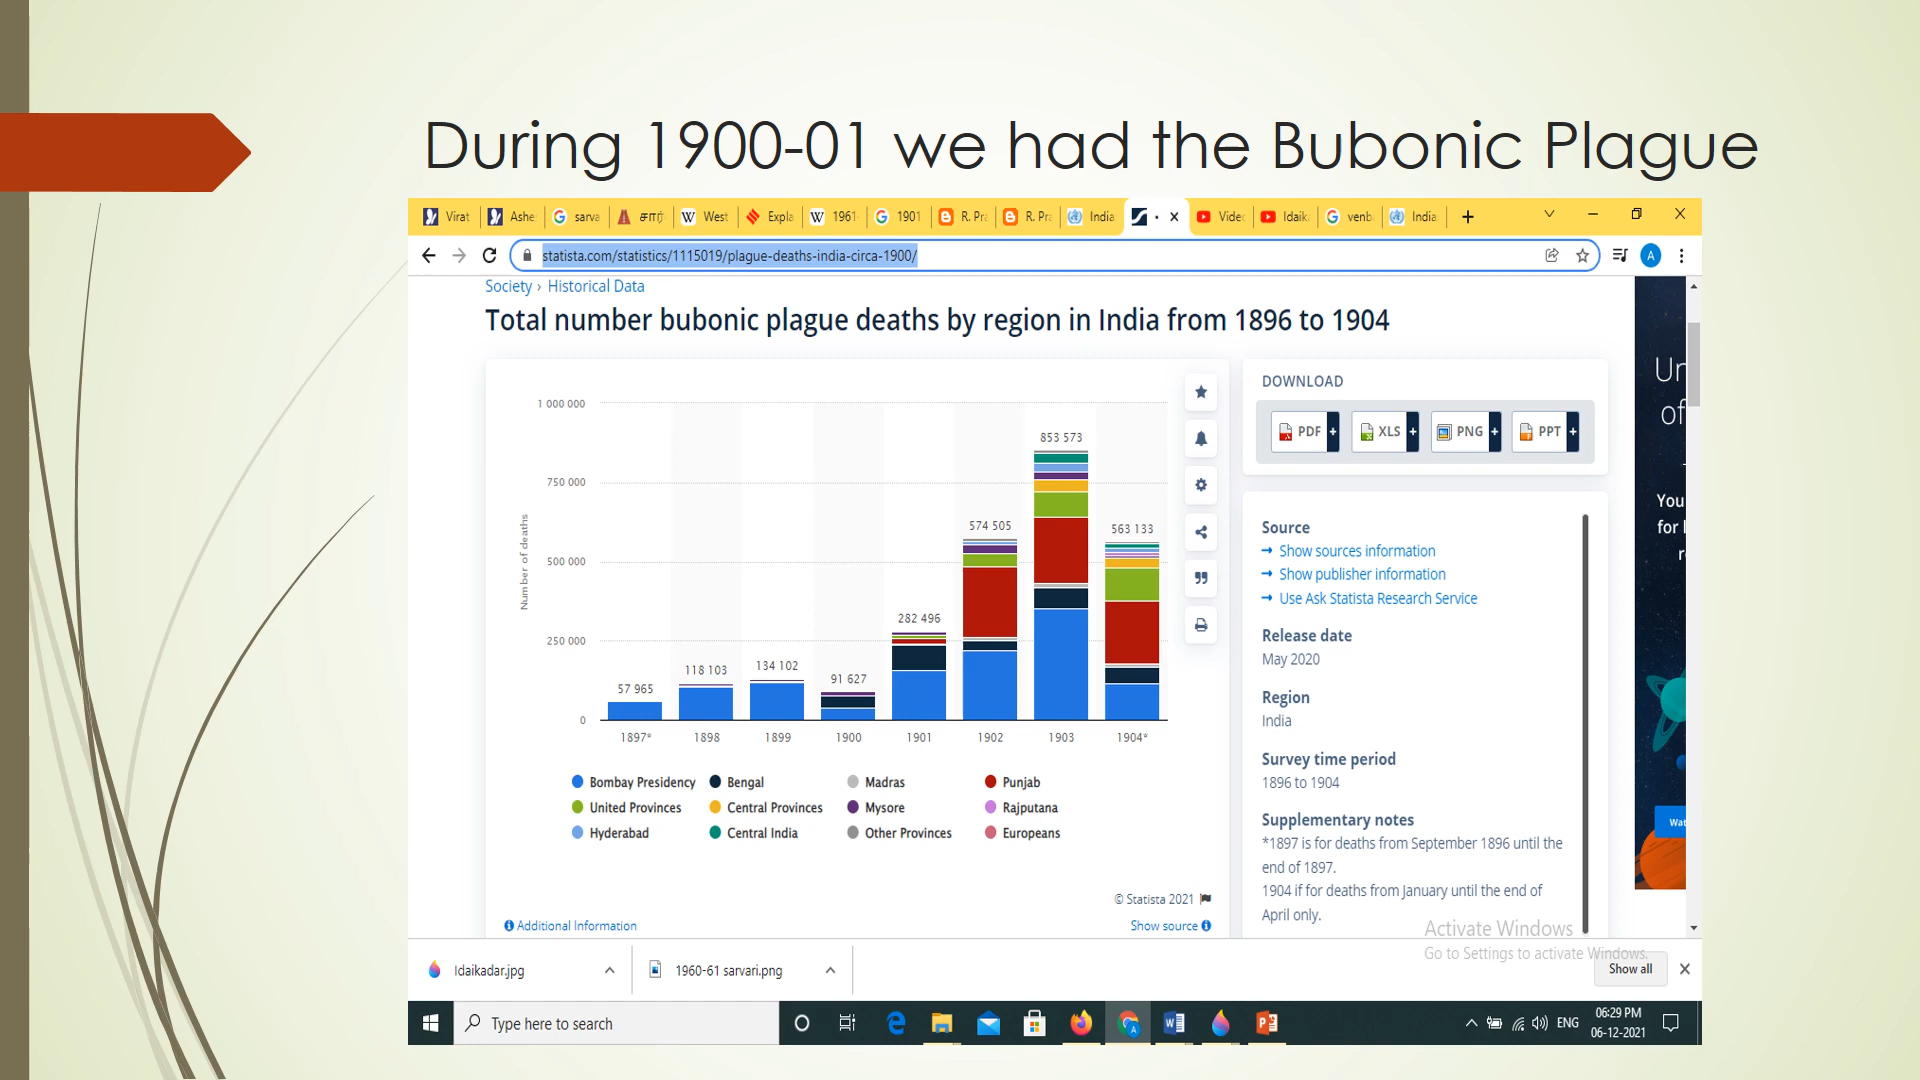 During 1900-01 we had the Bubonic Plague
Virat
Ashe
sarva
சார்
West
Expla
1961-
1901
R. Pra
R. Pra
India
Videc
Idaik
venb
India
statista.com/statistics/1115019/plague-deaths-india-circa-1900/
Society › Historical Data
Total number bubonic plague deaths by region in India from 1896 to 1904
Number of deaths
1 000 000
750 000
500 000
250 000
0
57 965
118 103
134 102
91 627
282 496
574 505
853 573
563 133
1897*
1898
1899
1900
1901
1902
1903
1904*
Bombay Presidency
Bengal
Madras
Punjab
United Provinces
Central Provinces
Mysore
Rajputana
Hyderabad
Central India
Other Provinces
Europeans
© Statista 2021
Additional Information
Show source
DOWNLOAD
PDF +
XLS +
PNG +
PPT +
Source
→ Show sources information
→ Show publisher information
→ Use Ask Statista Research Service
Release date
May 2020
Region
India
Survey time period
1896 to 1904
Supplementary notes
*1897 is for deaths from September 1896 until the
end of 1897.
1904 if for deaths from January until the end of
April only.
Un
of
You
for
r
Wat
Activate Windows
Go to Settings to activate Windows.
Idaikadar.jpg
1960-61 sarvari.png
Show all
Type here to search
ENG
06:29 PM
06-12-2021